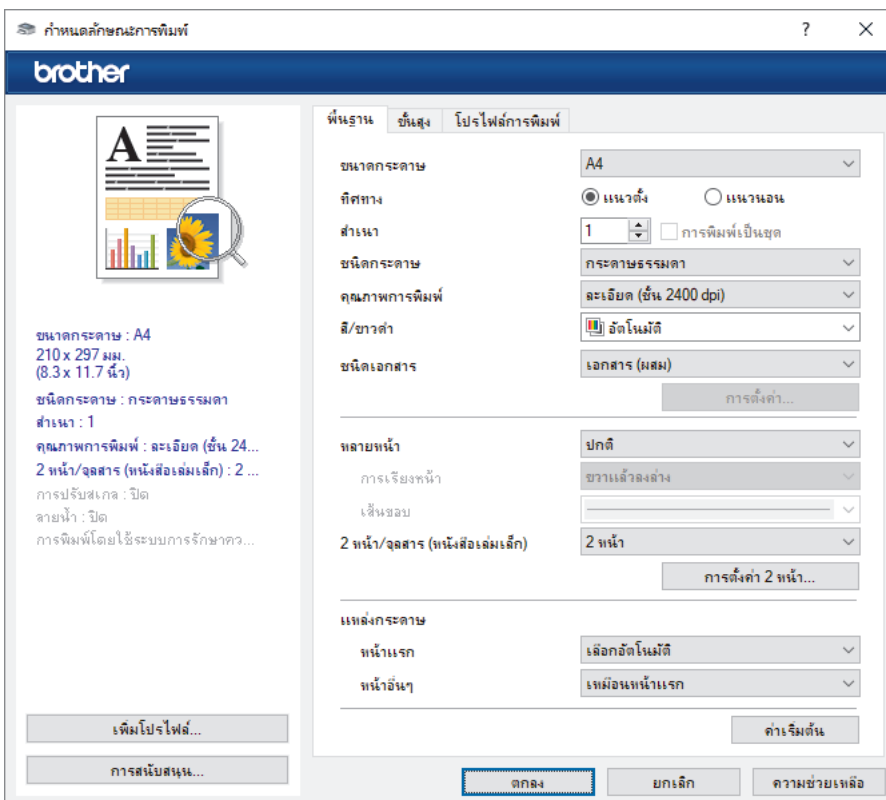 กำหนดลักษณะการพิมพ์
brother
A
ขนาดกระดาษ : A4
210 x 297 มม.
(8.3 x 11.7 นิ้ว)
ชนิดกระดาษ : กระดาษธรรมดา
สำเนา : 1
คุณภาพการพิมพ์ : ละเอียด (ชั้น 24...
2 หน้า/จุลสาร (หนังสือเล่มเล็ก) : 2 ...
การปรับสเกล : ปิด
ลายน้ำ : ปิด
การพิมพ์โดยใช้ระบบการรักษาคว...
เพิ่มโปรไฟล์...
การสนับสนุน...
พื้นฐาน ขั้นสูง โปรไฟล์การพิมพ์
ขนาดกระดาษ A4
ทิศทาง แนวตั้ง แนวนอน
สำเนา 1 การพิมพ์เป็นชุด
ชนิดกระดาษ กระดาษธรรมดา
คุณภาพการพิมพ์ ละเอียด (ชั้น 2400 dpi)
สี/ขาวดำ อัตโนมัติ
ชนิดเอกสาร เอกสาร (ผสม)
การตั้งค่า...
หลายหน้า ปกติ
การเรียงหน้า ขวาแล้วลงล่าง
เส้นขอบ
2 หน้า/จุลสาร (หนังสือเล่มเล็ก) 2 หน้า
การตั้งค่า 2 หน้า...
แหล่งกระดาษ
หน้าแรก เลือกอัตโนมัติ
หน้าอื่นๆ เหมือนหน้าแรก
ค่าเริ่มต้น
ตกลง ยกเลิก ความช่วยเหลือ